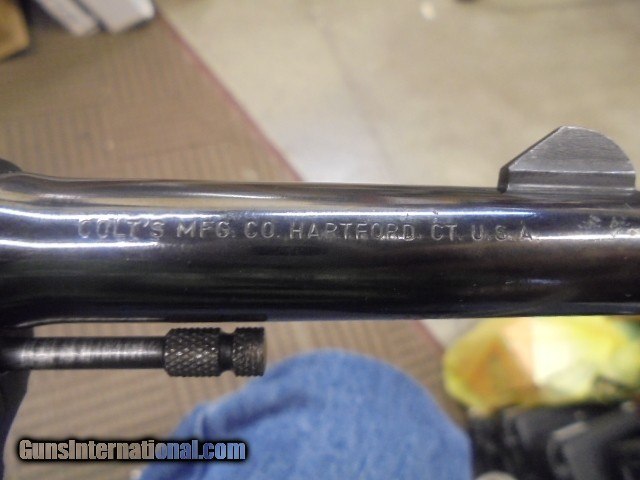 COLT'S MFG. CO. HARTFORD. CT. U.S.A.
GunsInternational.com